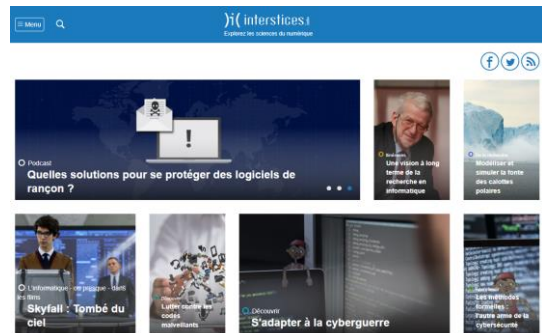 Menu
)i( interstices
Explorez les sciences du numérique
Podcast
Quelles solutions pour se protéger des logiciels de
rançon ?
Une vision à long
terme de la
recherche en
informatique
Modéliser et
simuler la fonte
des calottes
polaires
les films
Skyfall : Tombé du
ciel
Lutter contre les
codes
malveillants
Découvrir
S'adapter à la cyberguerre
Les méthodes
formelles :
l'autre arme de la
cybersécurité